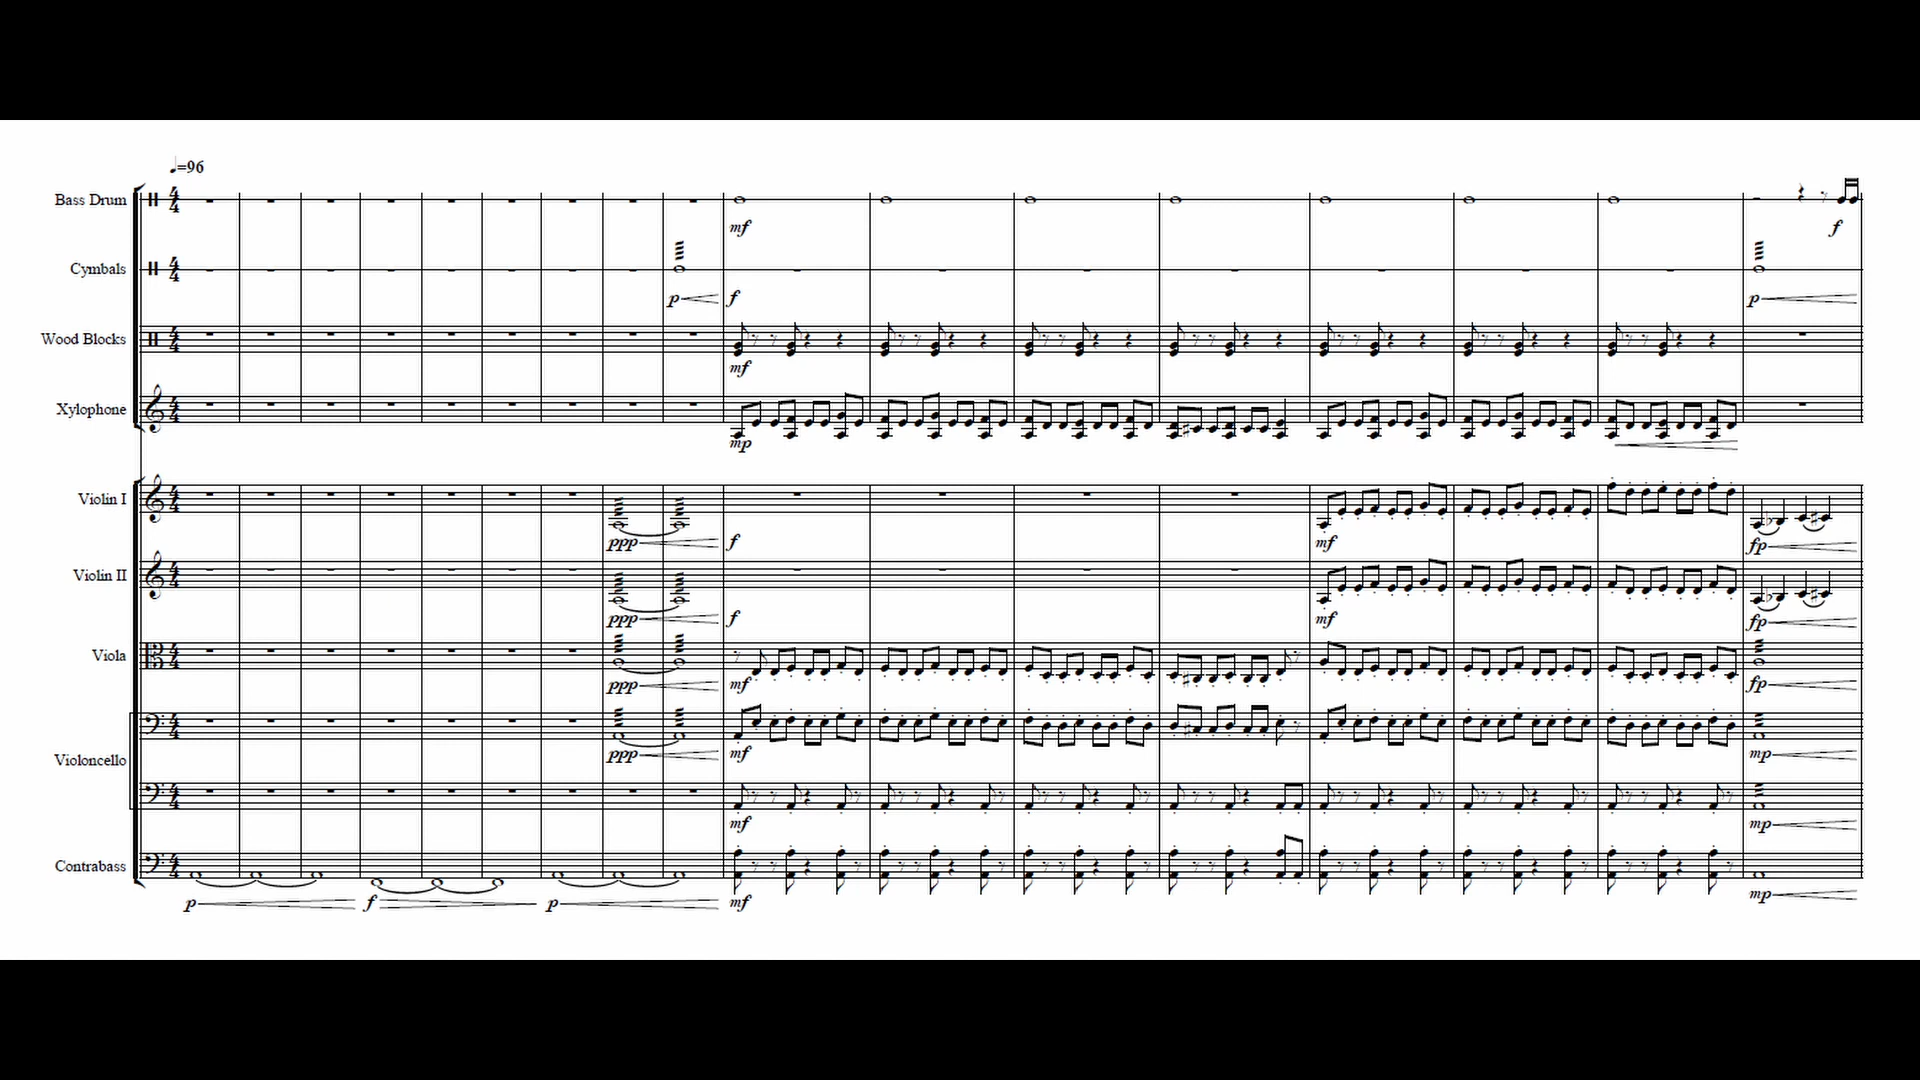 ♩=96
Bass Drum
mf
f
Cymbals
p f p
Wood Blocks
mf
Xylophone
mp
Violin I
ppp f mf fp
Violin II
ppp f mf fp
Viola
ppp mf fp
ppp mf mp
Violoncello
mf mp
Contrabass
p f p mf mp